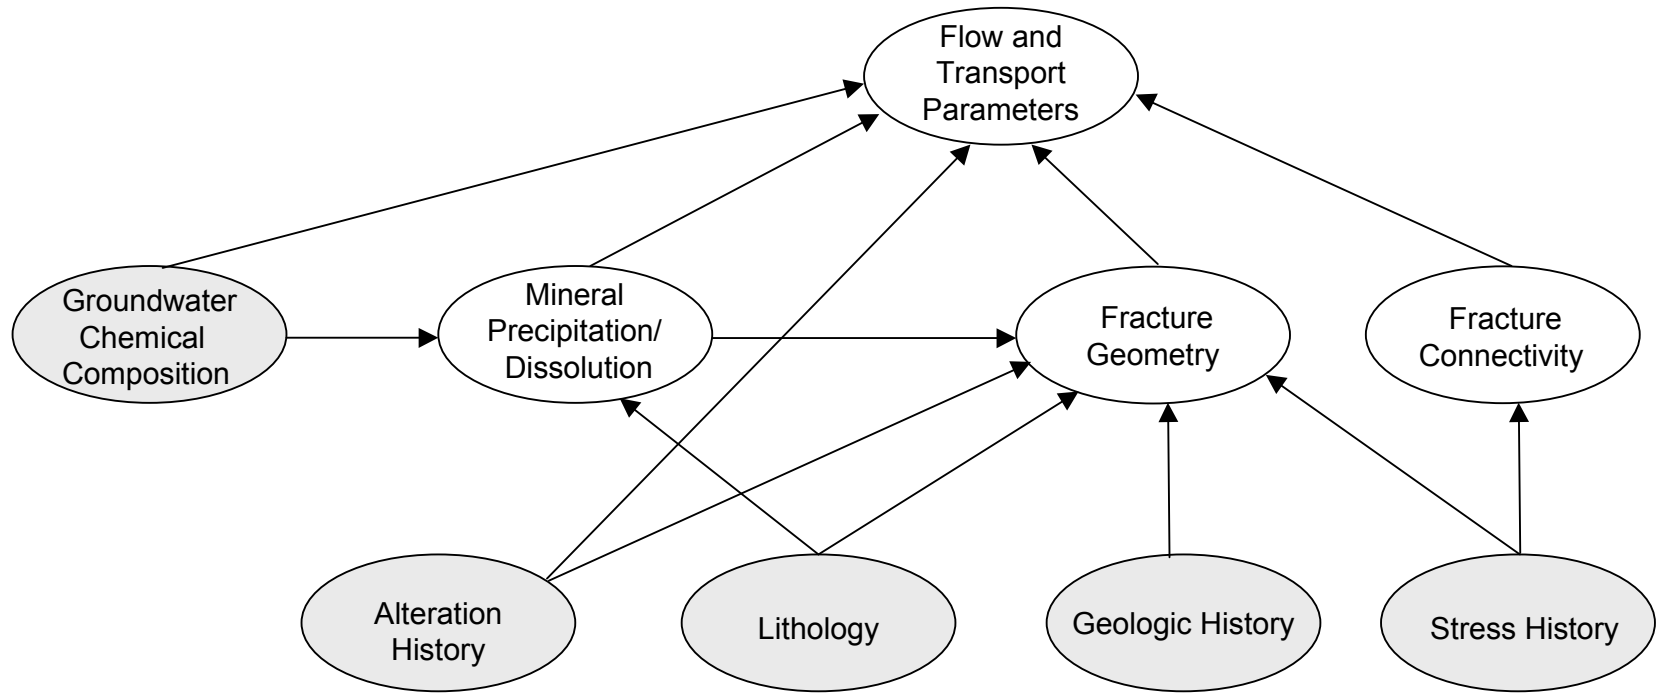 Flow and
Transport
Parameters
Groundwater
Chemical
Composition
Mineral
Precipitation/
Dissolution
Fracture
Geometry
Fracture
Connectivity
Alteration
History
Lithology
Geologic History
Stress History